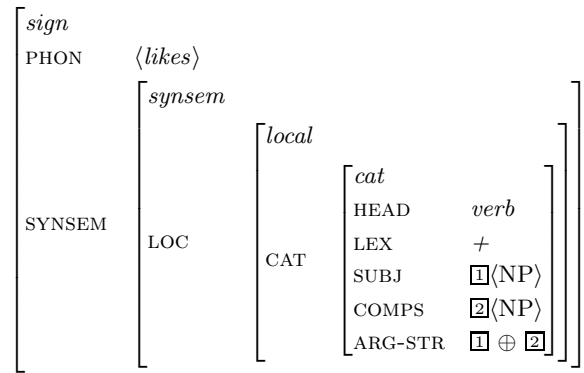 sign
PHON ⟨likes⟩
synsem
local
cat
HEAD verb
SYNSEM
LOC
LEX +
CAT
SUBJ 1⟨NP⟩
COMPS 2⟨NP⟩
ARG-STR 1 ⊕ 2